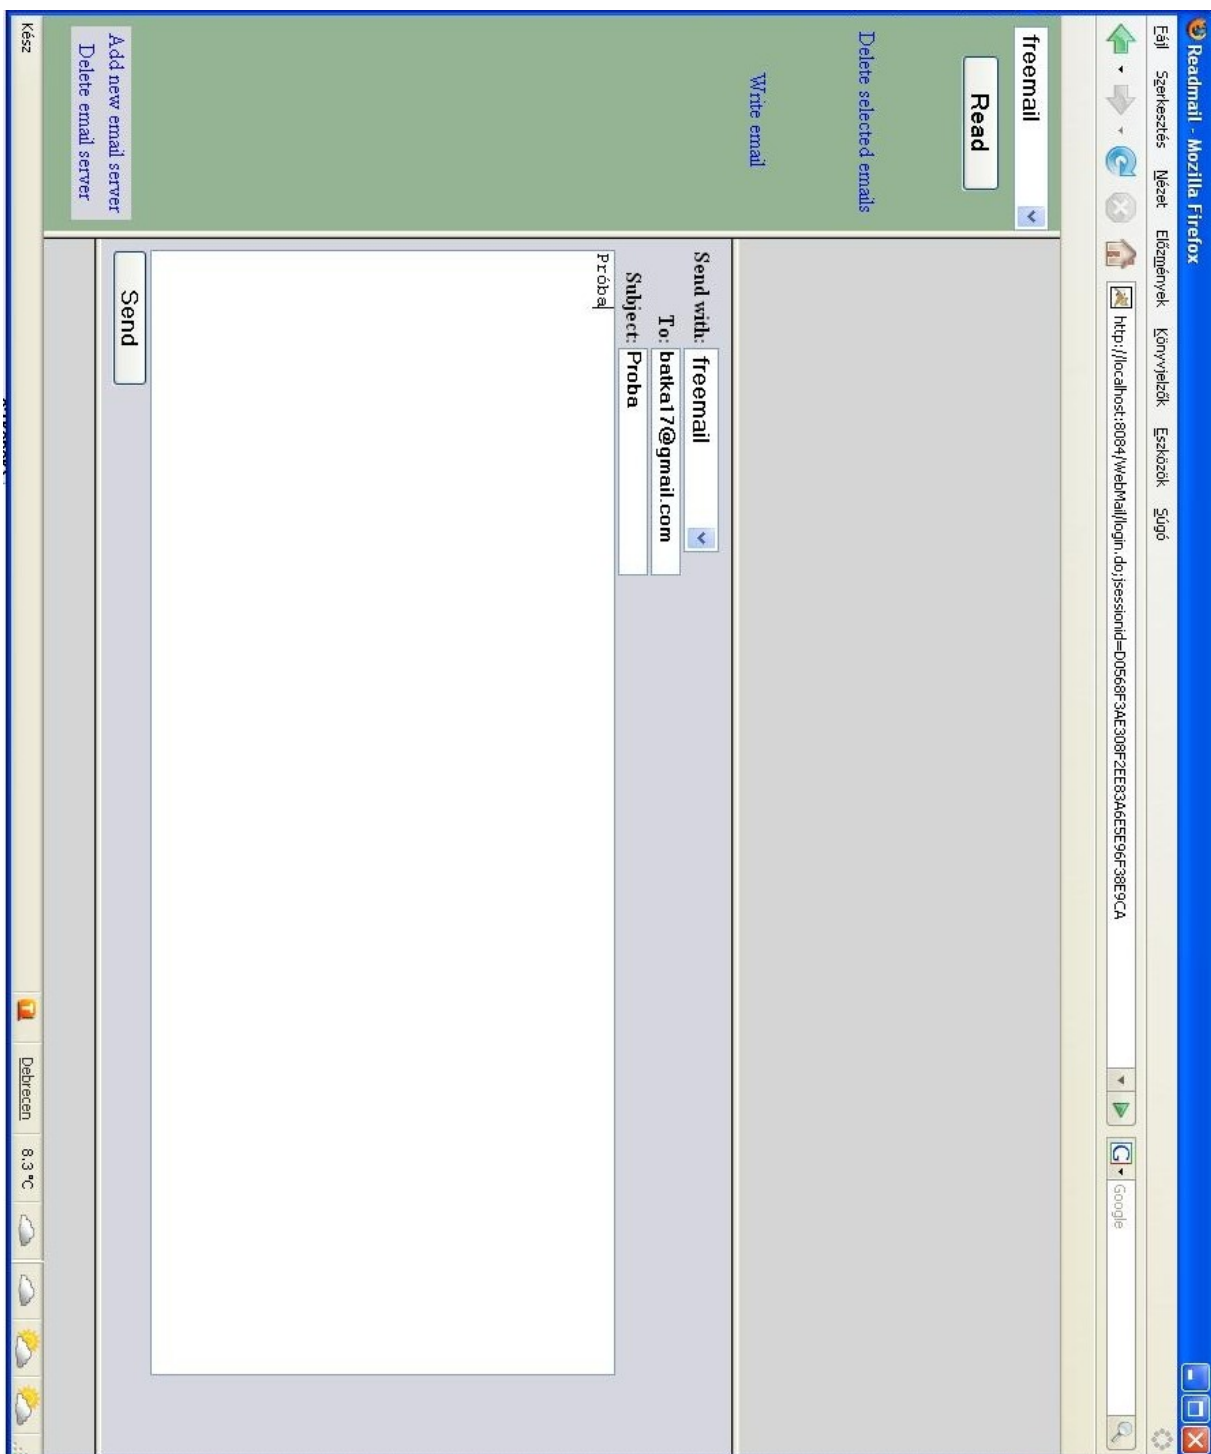 Readmail - Mozilla Firefox
Fájl Szerkesztés Nézet Előzmények Könyvjelzők Eszközök Súgó
http://localhost:8084/WebMail/login.do;jsessionid=D0568F3AE308F2EE83A6E5E96F38E9CA
Google
freemail
Read
Delete selected emails
Write email
Add new email server
Delete email server
Send with: freemail
To: batka17@gmail.com
Subject: Proba
Próba
Send
Kész
Debrecen 8.3 °C